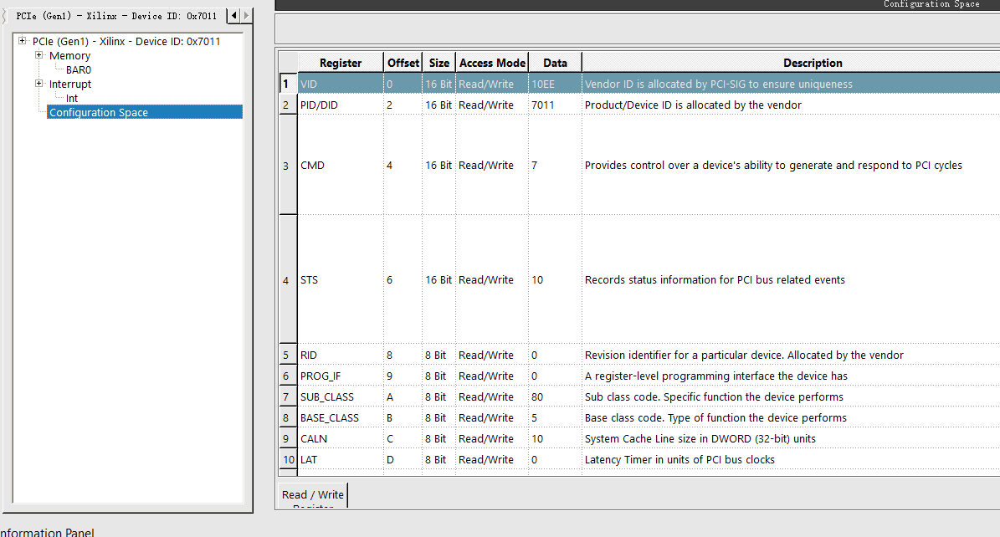 Configuration Space
PCIe (Gen1) - Xilinx - Device ID: 0x7011
PCIe (Gen1) - Xilinx - Device ID: 0x7011
Memory
BAR0
Interrupt
Int
Configuration Space
Register Offset Size Access Mode Data Description
1 VID 0 16 Bit Read/Write 10EE Vendor ID is allocated by PCI-SIG to ensure uniqueness
2 PID/DID 2 16 Bit Read/Write 7011 Product/Device ID is allocated by the vendor
3 CMD 4 16 Bit Read/Write 7 Provides control over a device's ability to generate and respond to PCI cycles
4 STS 6 16 Bit Read/Write 10 Records status information for PCI bus related events
5 RID 8 8 Bit Read/Write 0 Revision identifier for a particular device. Allocated by the vendor
6 PROG_IF 9 8 Bit Read/Write 0 A register-level programming interface the device has
7 SUB_CLASS A 8 Bit Read/Write 80 Sub class code. Specific function the device performs
8 BASE_CLASS B 8 Bit Read/Write 5 Base class code. Type of function the device performs
9 CALN C 8 Bit Read/Write 10 System Cache Line size in DWORD (32-bit) units
10 LAT D 8 Bit Read/Write 0 Latency Timer in units of PCI bus clocks
Read / Write
Register
nformation Panel